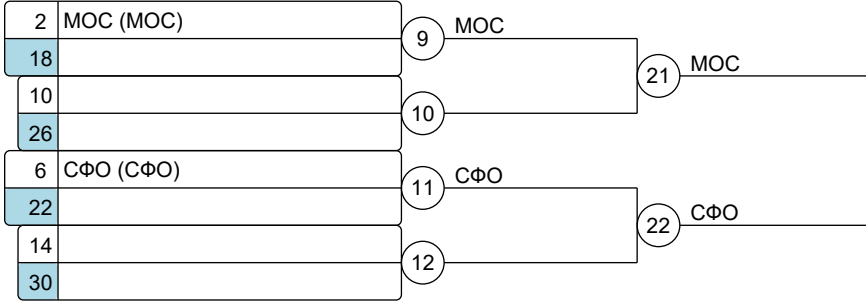 2 МОС (МОС)
18
10
26
6 СФО (СФО)
22
14
30
9 МОС
10
11 СФО
12
21 МОС
22 СФО